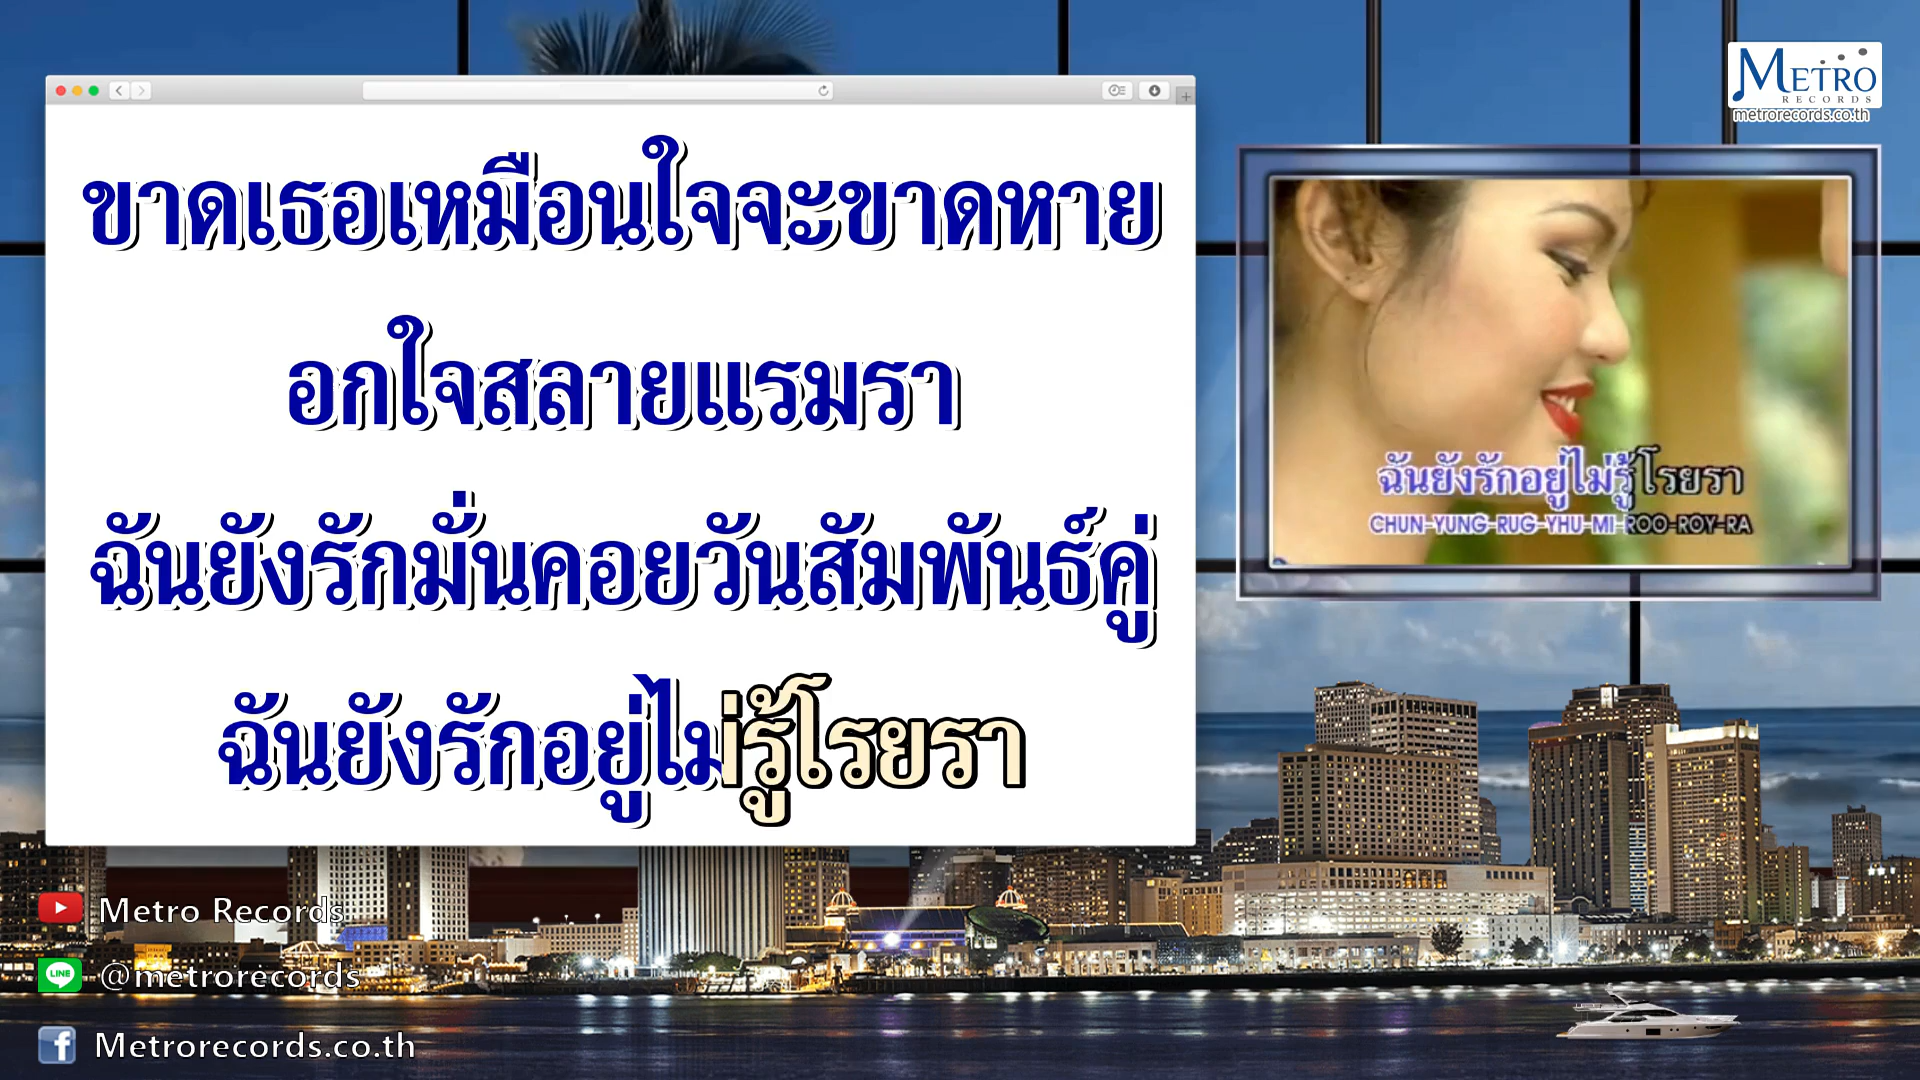 METRO
RECORDS
metrorecords.co.th
ขาดเธอเหมือนใจจะขาดหาย
อกใจสลายแรมรา
ฉันยังรักมั่นคอยวันสัมพันธ์คู่
ฉันยังรักอยู่ไม่รู้โรยรา
ฉันยังรักอยู่ไม่รู้โรยรา
CHUN-YUNG-RUG-YHU-MI-ROO-ROY-RA
Metro Records
LINE
@metrorecords
f
Metrorecords.co.th